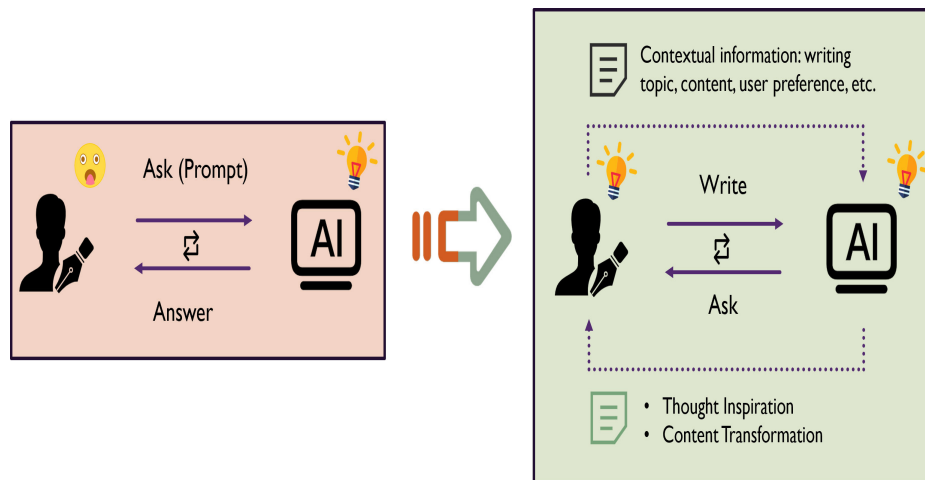 Ask (Prompt)
AI
Answer
Contextual information: writing
topic, content, user preference, etc.
Write
AI
Ask
• Thought Inspiration
• Content Transformation